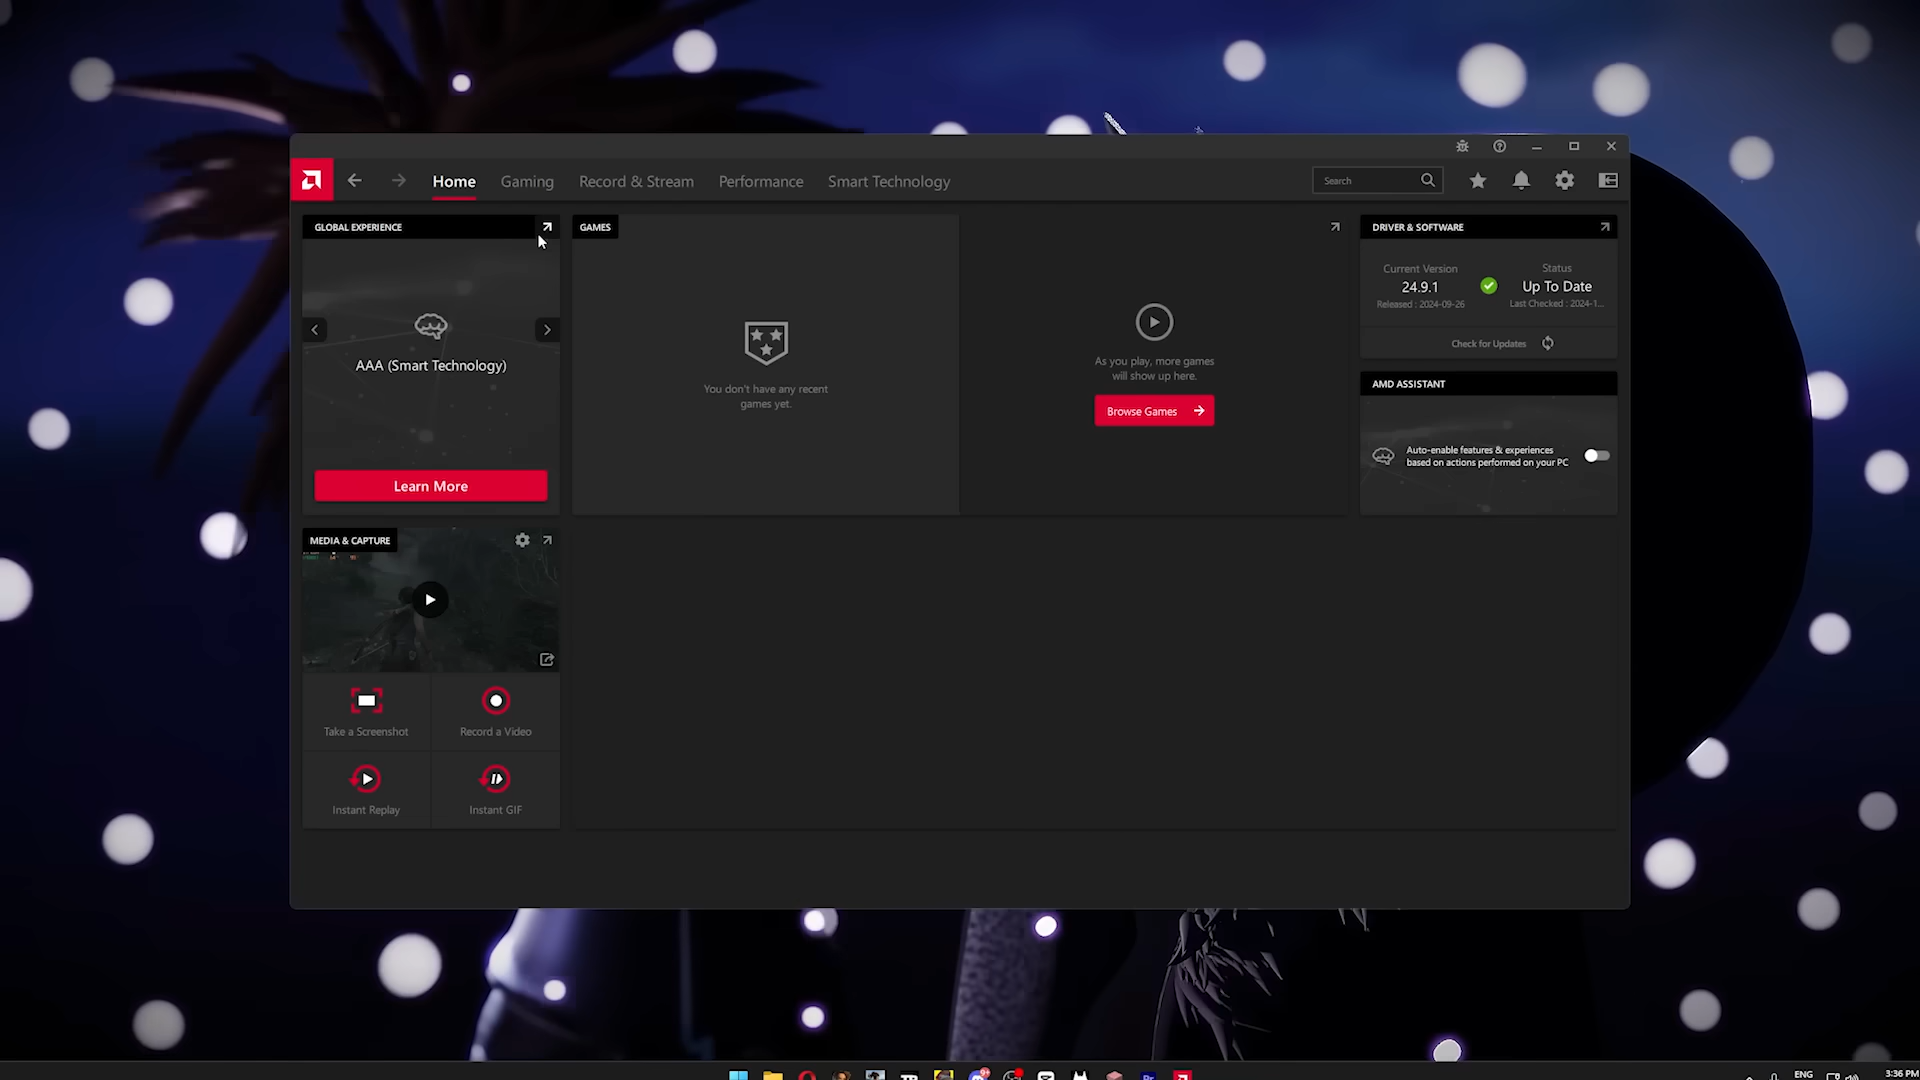 Home
Gaming
Record & Stream
Performance
Smart Technology
Search
GLOBAL EXPERIENCE
AAA (Smart Technology)
Learn More
GAMES
You don't have any recent
games yet.
As you play, more games
will show up here.
Browse Games
DRIVER & SOFTWARE
Current Version
24.9.1
Released : 2024-09-26
Status
Up To Date
Last Checked : 2024-1...
Check for Updates
AMD ASSISTANT
Auto-enable features & experiences
based on actions performed on your PC
MEDIA & CAPTURE
Take a Screenshot
Record a Video
Instant Replay
Instant GIF
9+
Pr
ENG
3:36 PM